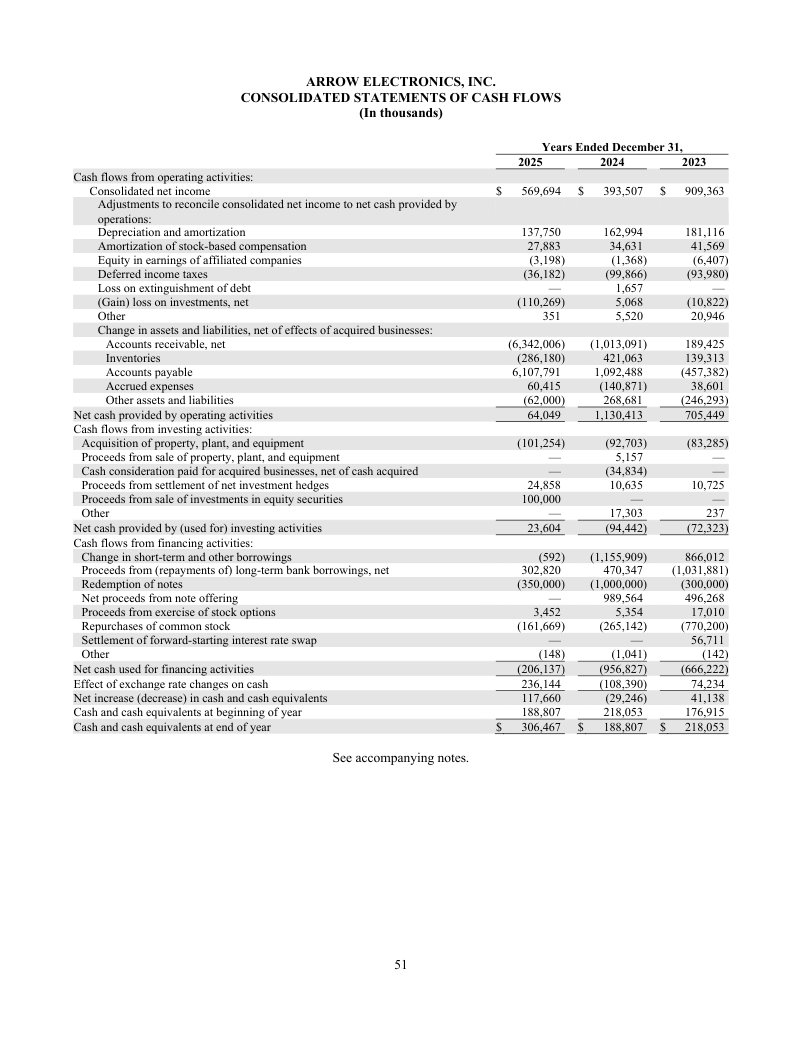 ARROW ELECTRONICS, INC.
CONSOLIDATED STATEMENTS OF CASH FLOWS
(In thousands)
Years Ended December 31,
2025 2024 2023
Cash flows from operating activities:
Consolidated net income $ 569,694 $ 393,507 $ 909,363
Adjustments to reconcile consolidated net income to net cash provided by
operations:
Depreciation and amortization 137,750 162,994 181,116
Amortization of stock-based compensation 27,883 34,631 41,569
Equity in earnings of affiliated companies (3,198) (1,368) (6,407)
Deferred income taxes (36,182) (99,866) (93,980)
Loss on extinguishment of debt — 1,657 —
(Gain) loss on investments, net (110,269) 5,068 (10,822)
Other 351 5,520 20,946
Change in assets and liabilities, net of effects of acquired businesses:
Accounts receivable, net (6,342,006) (1,013,091) 189,425
Inventories (286,180) 421,063 139,313
Accounts payable 6,107,791 1,092,488 (457,382)
Accrued expenses 60,415 (140,871) 38,601
Other assets and liabilities (62,000) 268,681 (246,293)
Net cash provided by operating activities 64,049 1,130,413 705,449
Cash flows from investing activities:
Acquisition of property, plant, and equipment (101,254) (92,703) (83,285)
Proceeds from sale of property, plant, and equipment — 5,157 —
Cash consideration paid for acquired businesses, net of cash acquired — (34,834) —
Proceeds from settlement of net investment hedges 24,858 10,635 10,725
Proceeds from sale of investments in equity securities 100,000 — —
Other — 17,303 237
Net cash provided by (used for) investing activities 23,604 (94,442) (72,323)
Cash flows from financing activities:
Change in short-term and other borrowings (592) (1,155,909) 866,012
Proceeds from (repayments of) long-term bank borrowings, net 302,820 470,347 (1,031,881)
Redemption of notes (350,000) (1,000,000) (300,000)
Net proceeds from note offering — 989,564 496,268
Proceeds from exercise of stock options 3,452 5,354 17,010
Repurchases of common stock (161,669) (265,142) (770,200)
Settlement of forward-starting interest rate swap — — 56,711
Other (148) (1,041) (142)
Net cash used for financing activities (206,137) (956,827) (666,222)
Effect of exchange rate changes on cash 236,144 (108,390) 74,234
Net increase (decrease) in cash and cash equivalents 117,660 (29,246) 41,138
Cash and cash equivalents at beginning of year 188,807 218,053 176,915
Cash and cash equivalents at end of year $ 306,467 $ 188,807 $ 218,053
See accompanying notes.
51